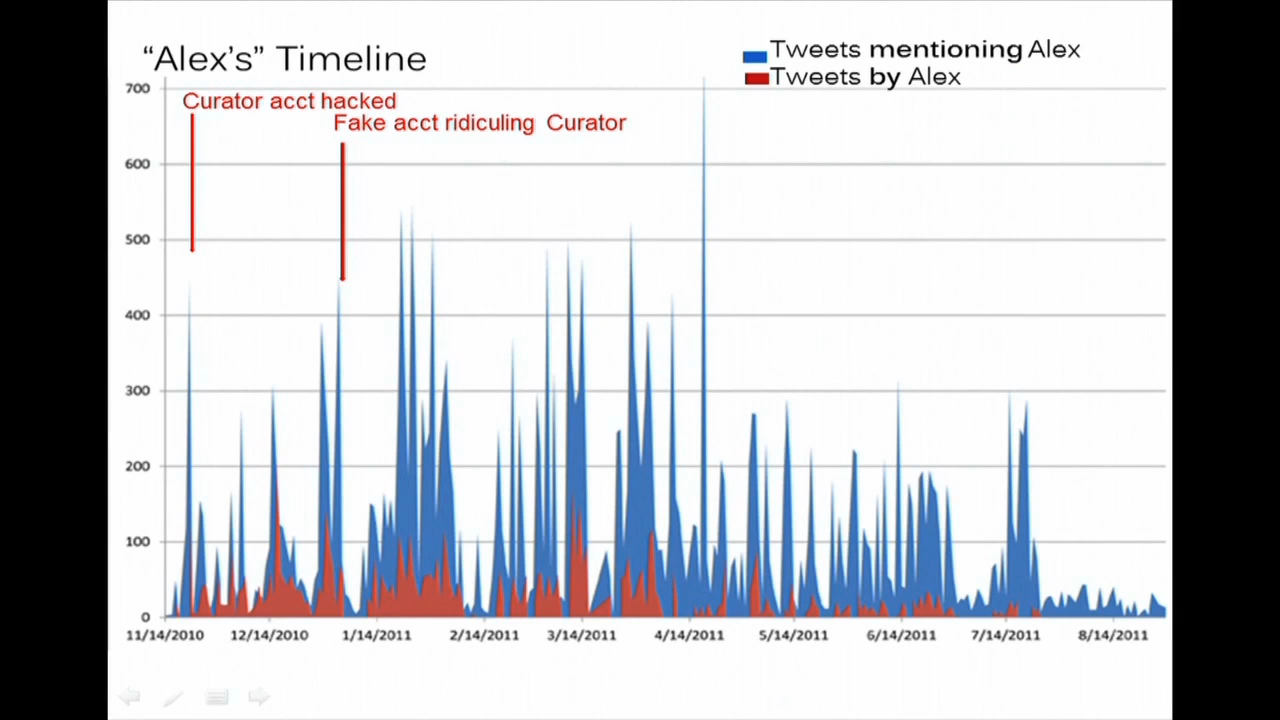 “Alex’s” Timeline
Tweets mentioning Alex
Tweets by Alex
Curator acct hacked
Fake acct ridiculing Curator
700
600
500
400
300
200
100
0
11/14/2010 12/14/2010 1/14/2011 2/14/2011 3/14/2011 4/14/2011 5/14/2011 6/14/2011 7/14/2011 8/14/2011